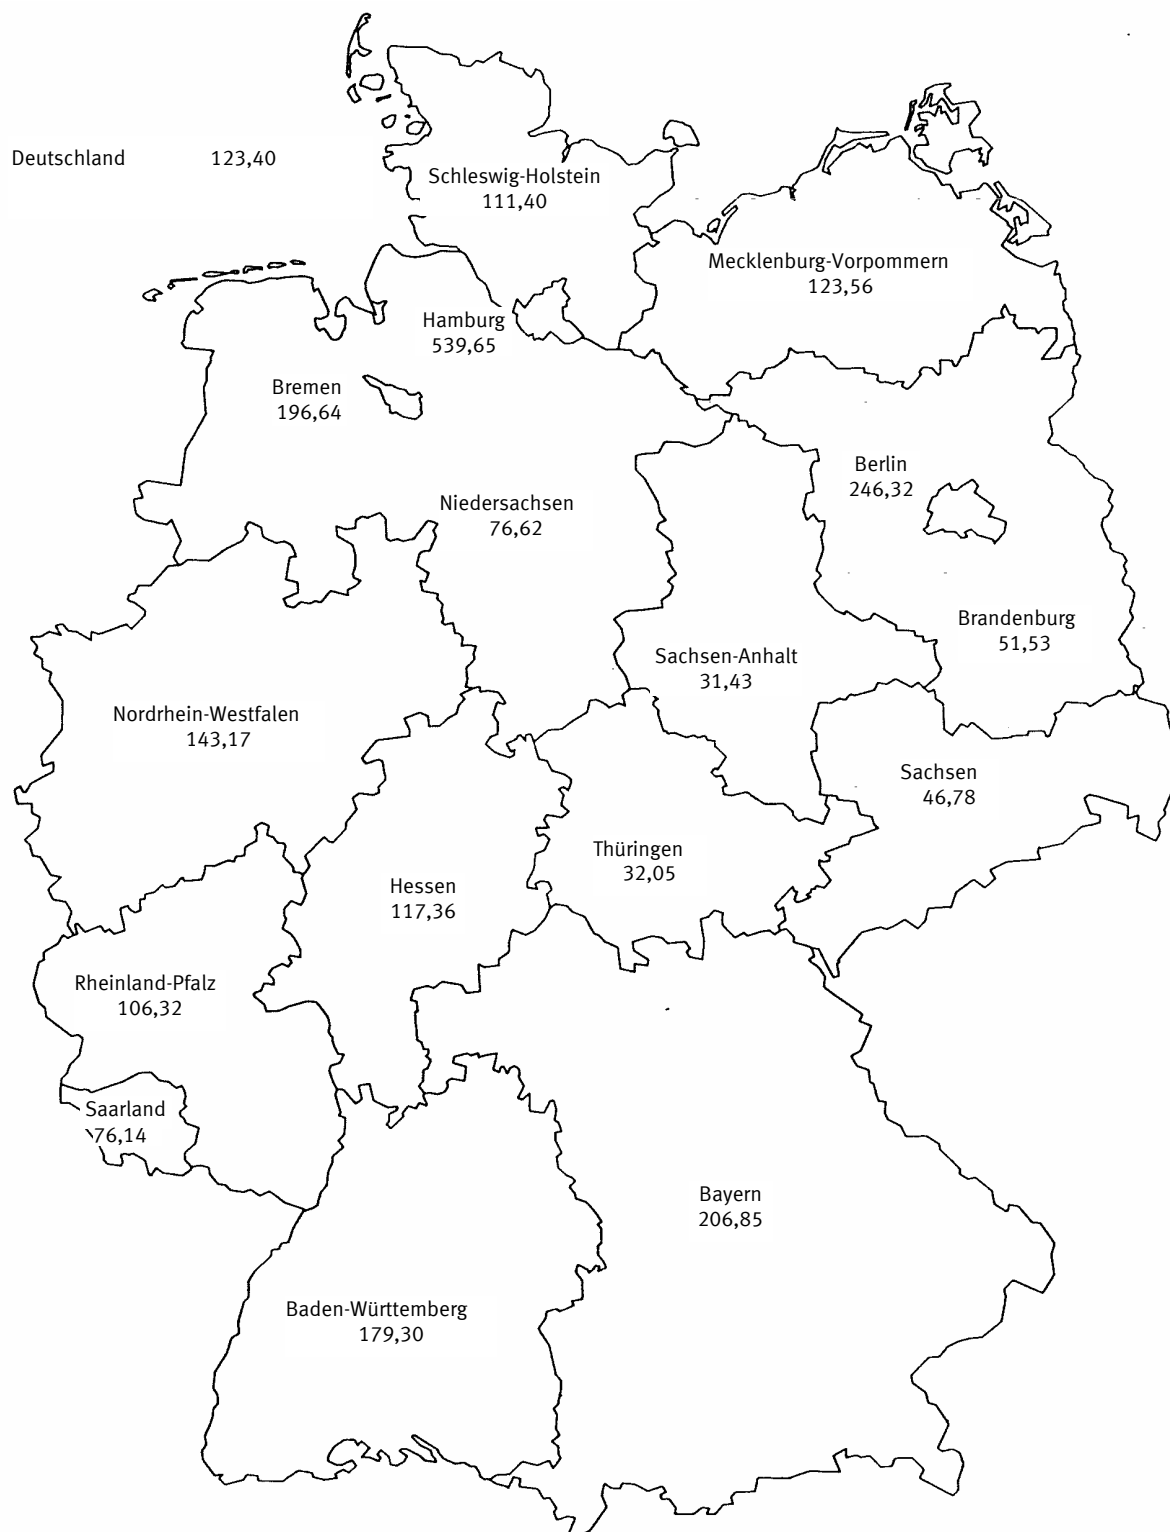 Deutschland 123,40
Schleswig-Holstein
111,40
Mecklenburg-Vorpommern
123,56
Hamburg
539,65
Bremen
196,64
Berlin
246,32
Niedersachsen
76,62
Brandenburg
51,53
Sachsen-Anhalt
31,43
Nordrhein-Westfalen
143,17
Sachsen
46,78
Thüringen
32,05
Hessen
117,36
Rheinland-Pfalz
106,32
Saarland
76,14
Bayern
206,85
Baden-Württemberg
179,30